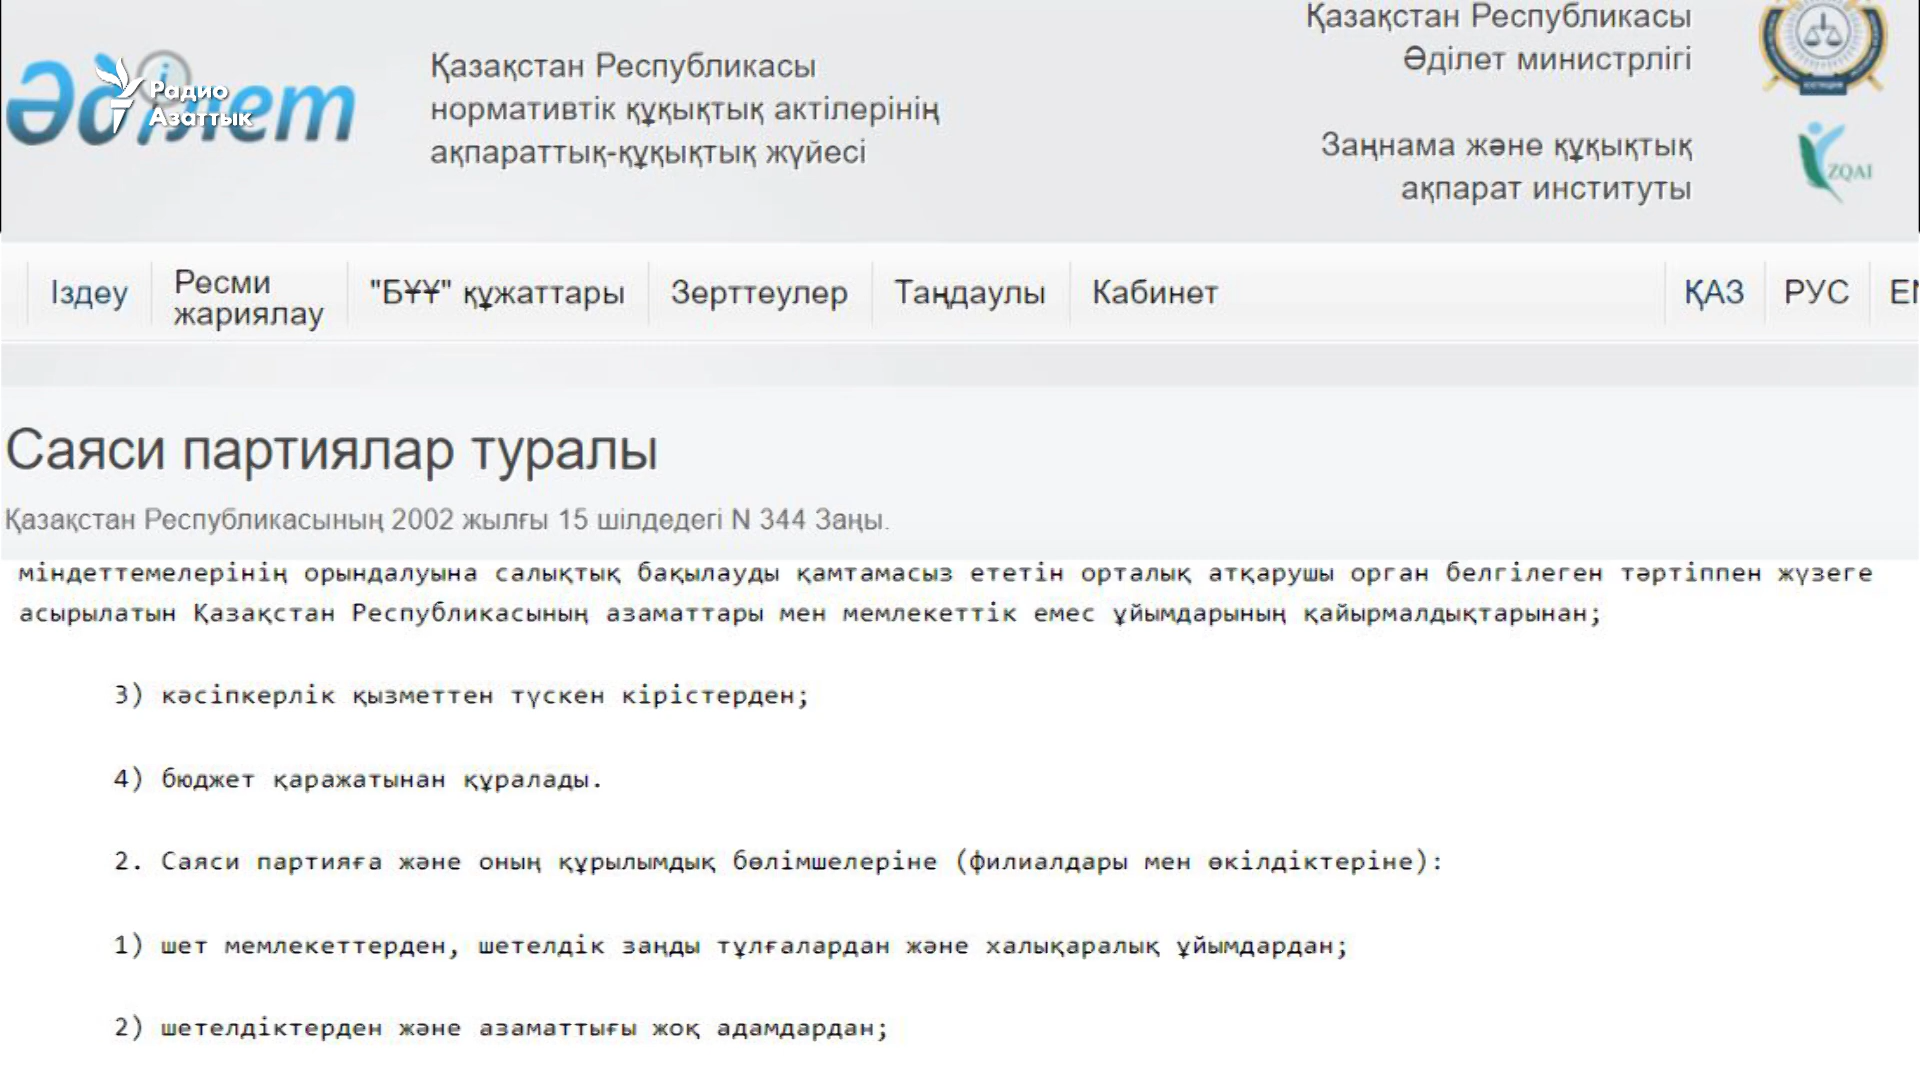 Әділет
Радио
Азаттык
Қазақстан Республикасы
нормативтік құқықтық актілерінің
ақпараттық-құқықтық жүйесі
Қазақстан Республикасы
Әділет министрлігі
Заңнама және құқықтық
ақпарат институты
ZQAI
Іздеу
Ресми
жариялау
"БҰҰ" құжаттары
Зерттеулер
Таңдаулы
Кабинет
ҚАЗ
РУС
Саяси партиялар туралы
Қазақстан Республикасының 2002 жылғы 15 шілдедегі N 344 Заңы.
міндеттемелерінің орындалуына салықтық бақылауды қамтамасыз ететін орталық атқарушы орган белгілеген тәртіппен жүзеге
асырылатын Қазақстан Республикасының азаматтары мен мемлекеттік емес ұйымдарының қайырмалдықтарынан;
3) кәсіпкерлік қызметтен түскен кірістерден;
4) бюджет қаражатынан құралады.
2. Саяси партияға және оның құрылымдық бөлімшелеріне (филиалдары мен өкілдіктеріне):
1) шет мемлекеттерден, шетелдік заңды тұлғалардан және халықаралық ұйымдардан;
2) шетелдіктерден және азаматтығы жоқ адамдардан;